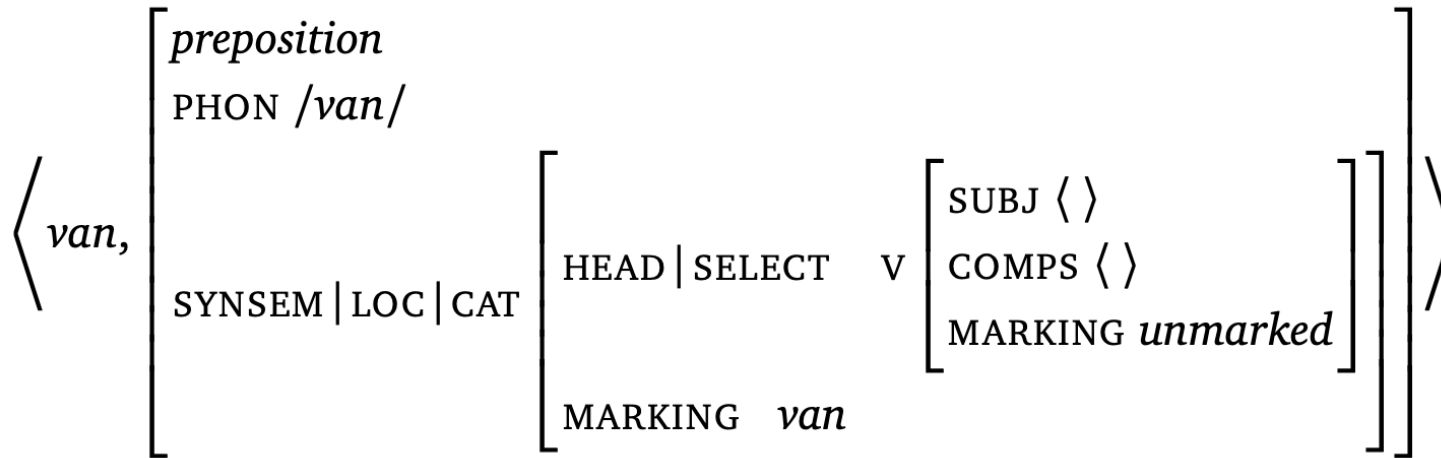 preposition
PHON /van/
SUBJ ⟨ ⟩
van,
HEAD|SELECT V COMPS ⟨ ⟩
SYNSEM|LOC|CAT
MARKING unmarked
MARKING van